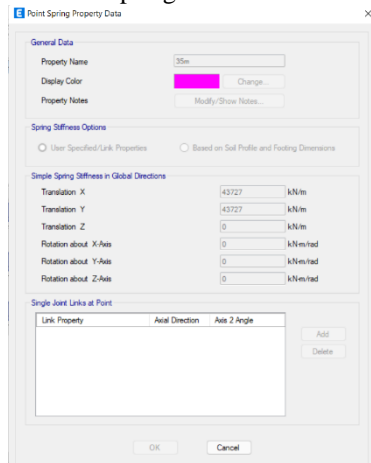 Point Spring Property Data
General Data
Property Name 35m
Display Color Change...
Property Notes Modify/Show Notes...
Spring Stiffness Options
User Specified/Link Properties Based on Soil Profile and Footing Dimensions
Simple Spring Stiffness in Global Directions
Translation X 43727 kN/m
Translation Y 43727 kN/m
Translation Z 0 kN/m
Rotation about X-Axis 0 kN-m/rad
Rotation about Y-Axis 0 kN-m/rad
Rotation about Z-Axis 0 kN-m/rad
Single Joint Links at Point
Link Property Axial Direction Axis 2 Angle
Add
Delete
OK Cancel